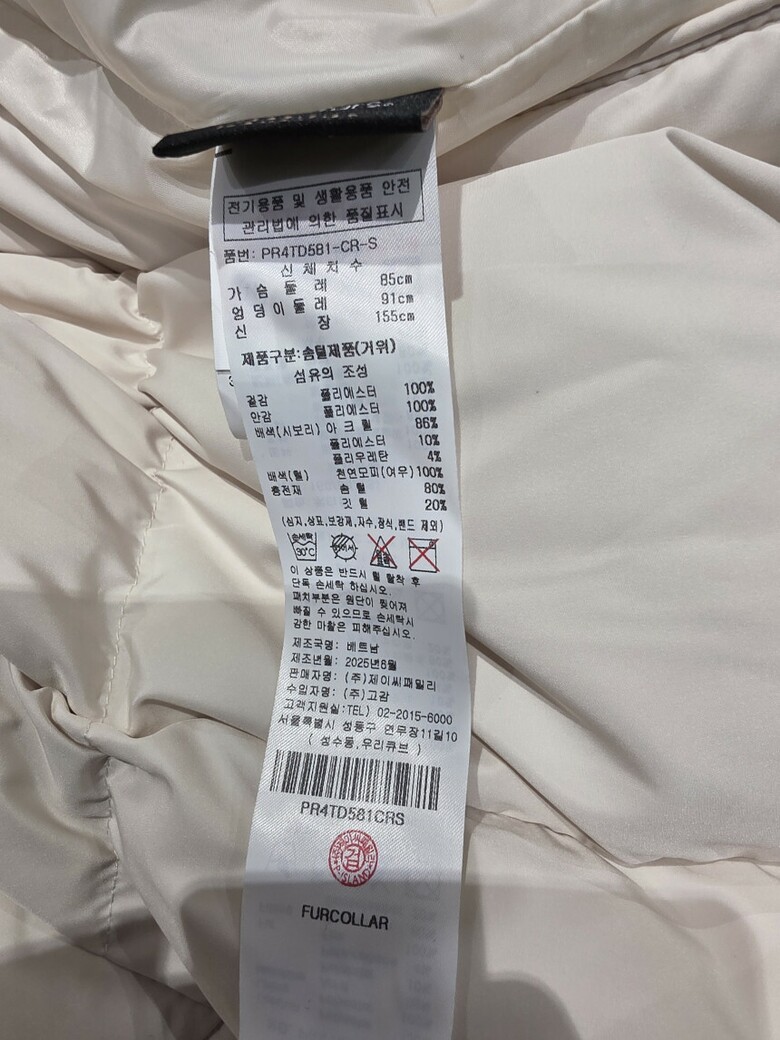 전기용품 및 생활용품 안전
관리법에 의한 품질표시
품번: PR4TD581-CR-S
신 체 치 수
가 슴 둘 레 85cm
엉 덩 이 둘 레 91cm
신 장 155cm
제품구분:솜털제품(거위)
섬유의 조성
겉감 폴리에스터 100%
안감 폴리에스터 100%
배색(시보리) 아 크 릴 86%
폴리에스터 10%
폴리우레탄 4%
배색(털) 천연모피(여우) 100%
충전재 솜 털 80%
깃 털 20%
(심지,상표,보강제,자수,장식,밴드 제외)
손세탁
30°C
이 상품은 반드시 털 탈착 후
단독 손세탁 하십시오.
패치부분은 원단이 찢어져
빠질 수 있으므로 손세탁시
강한 마찰은 피해주십시오.
제조국명: 베트남
제조년월: 2025년8월
판매자명: (주)제이씨패밀리
수입자명: (주)고감
고객지원실:TEL) 02-2015-6000
서울특별시 성동구 연무장11길10
( 성수동,우리큐브 )
PR4TD581CRS
검
P·ISLAND
FURCOLLAR